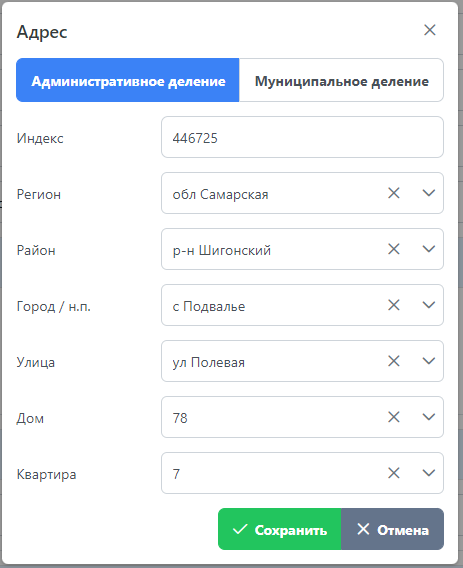 Адрес
Административное деление Муниципальное деление
Индекс 446725
Регион обл Самарская
Район р-н Шигонский
Город / н.п. с Подвалье
Улица ул Полевая
Дом 78
Квартира 7
Сохранить Отмена